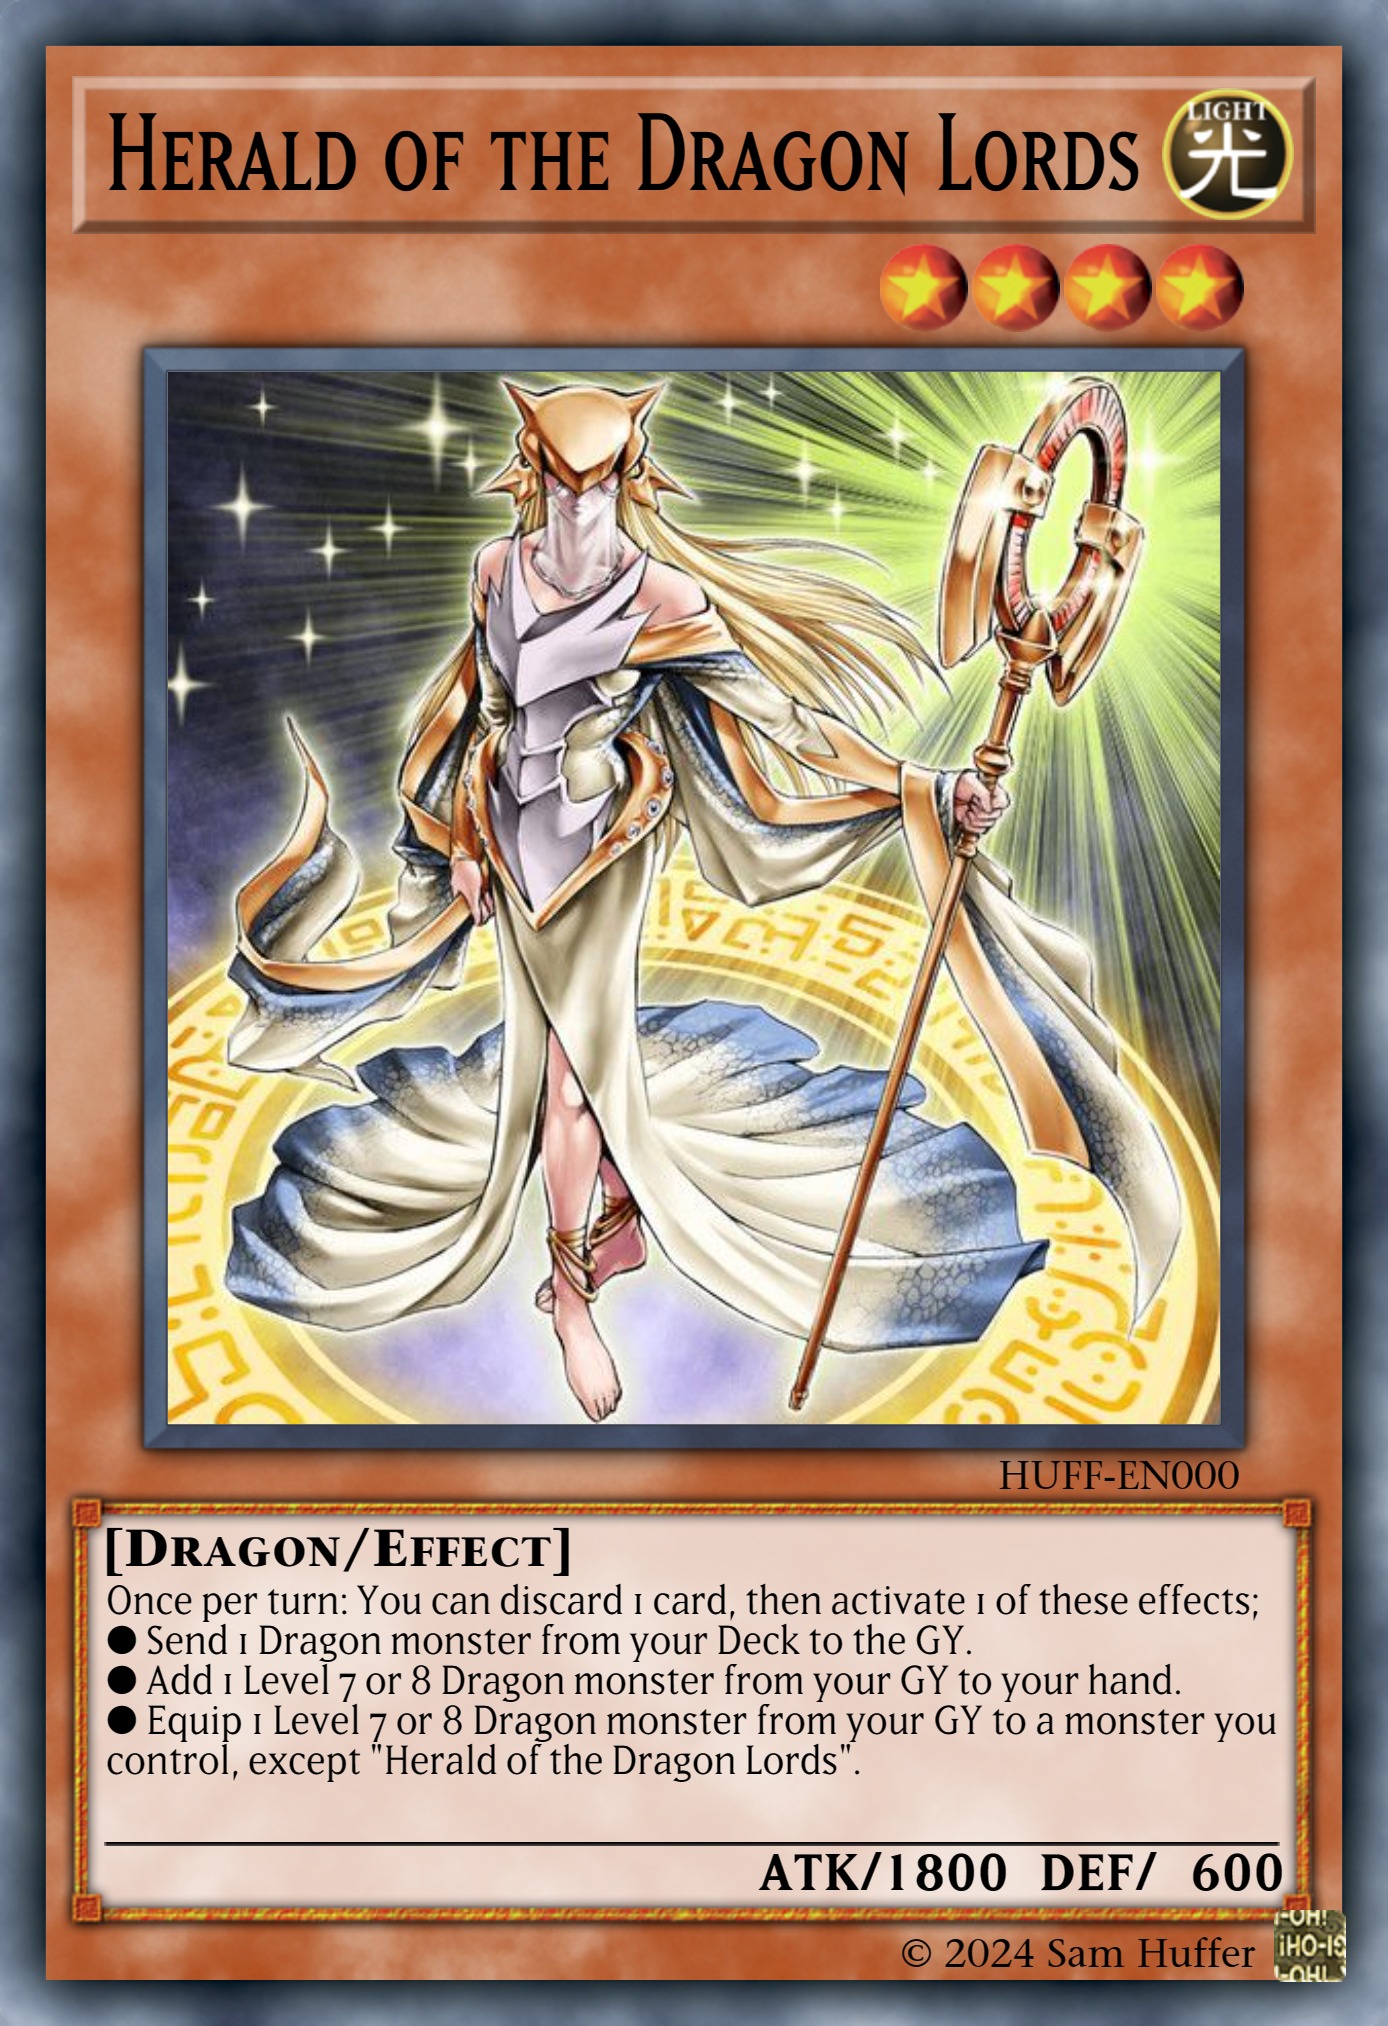 Herald of the Dragon Lords
LIGHT
光
HUFF-EN000
[Dragon/Effect]
Once per turn: You can discard 1 card, then activate 1 of these effects;
● Send 1 Dragon monster from your Deck to the GY.
● Add 1 Level 7 or 8 Dragon monster from your GY to your hand.
● Equip 1 Level 7 or 8 Dragon monster from your GY to a monster you
control, except "Herald of the Dragon Lords".
ATK/1800 DEF/ 600
© 2024 Sam Huffer